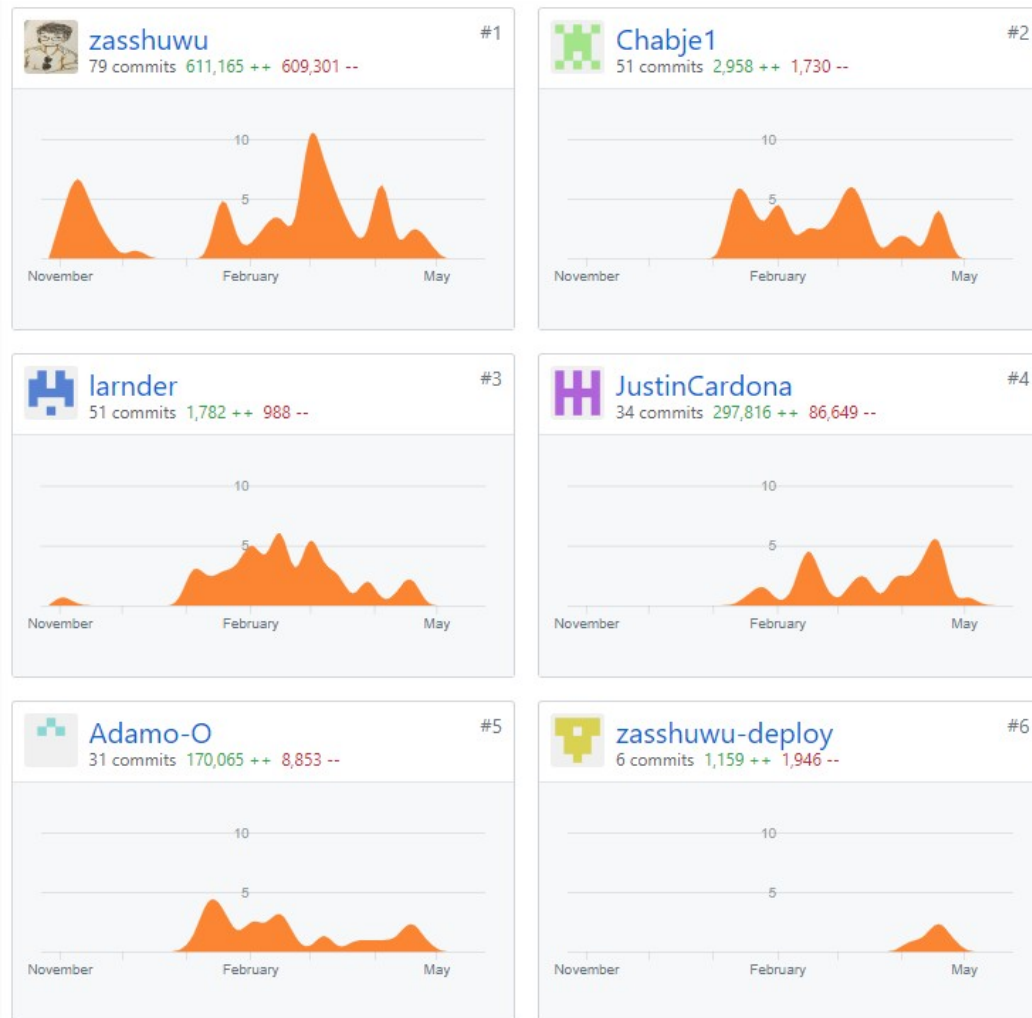 zasshuwu #1
79 commits 611,165 ++ 609,301 --
10
5
November February May
Chabje1 #2
51 commits 2,958 ++ 1,730 --
10
5
November February May
larnder #3
51 commits 1,782 ++ 988 --
10
5
November February May
JustinCardona #4
34 commits 297,816 ++ 86,649 --
10
5
November February May
Adamo-O #5
31 commits 170,065 ++ 8,853 --
10
5
November February May
zasshuwu-deploy #6
6 commits 1,159 ++ 1,946 --
10
5
November February May